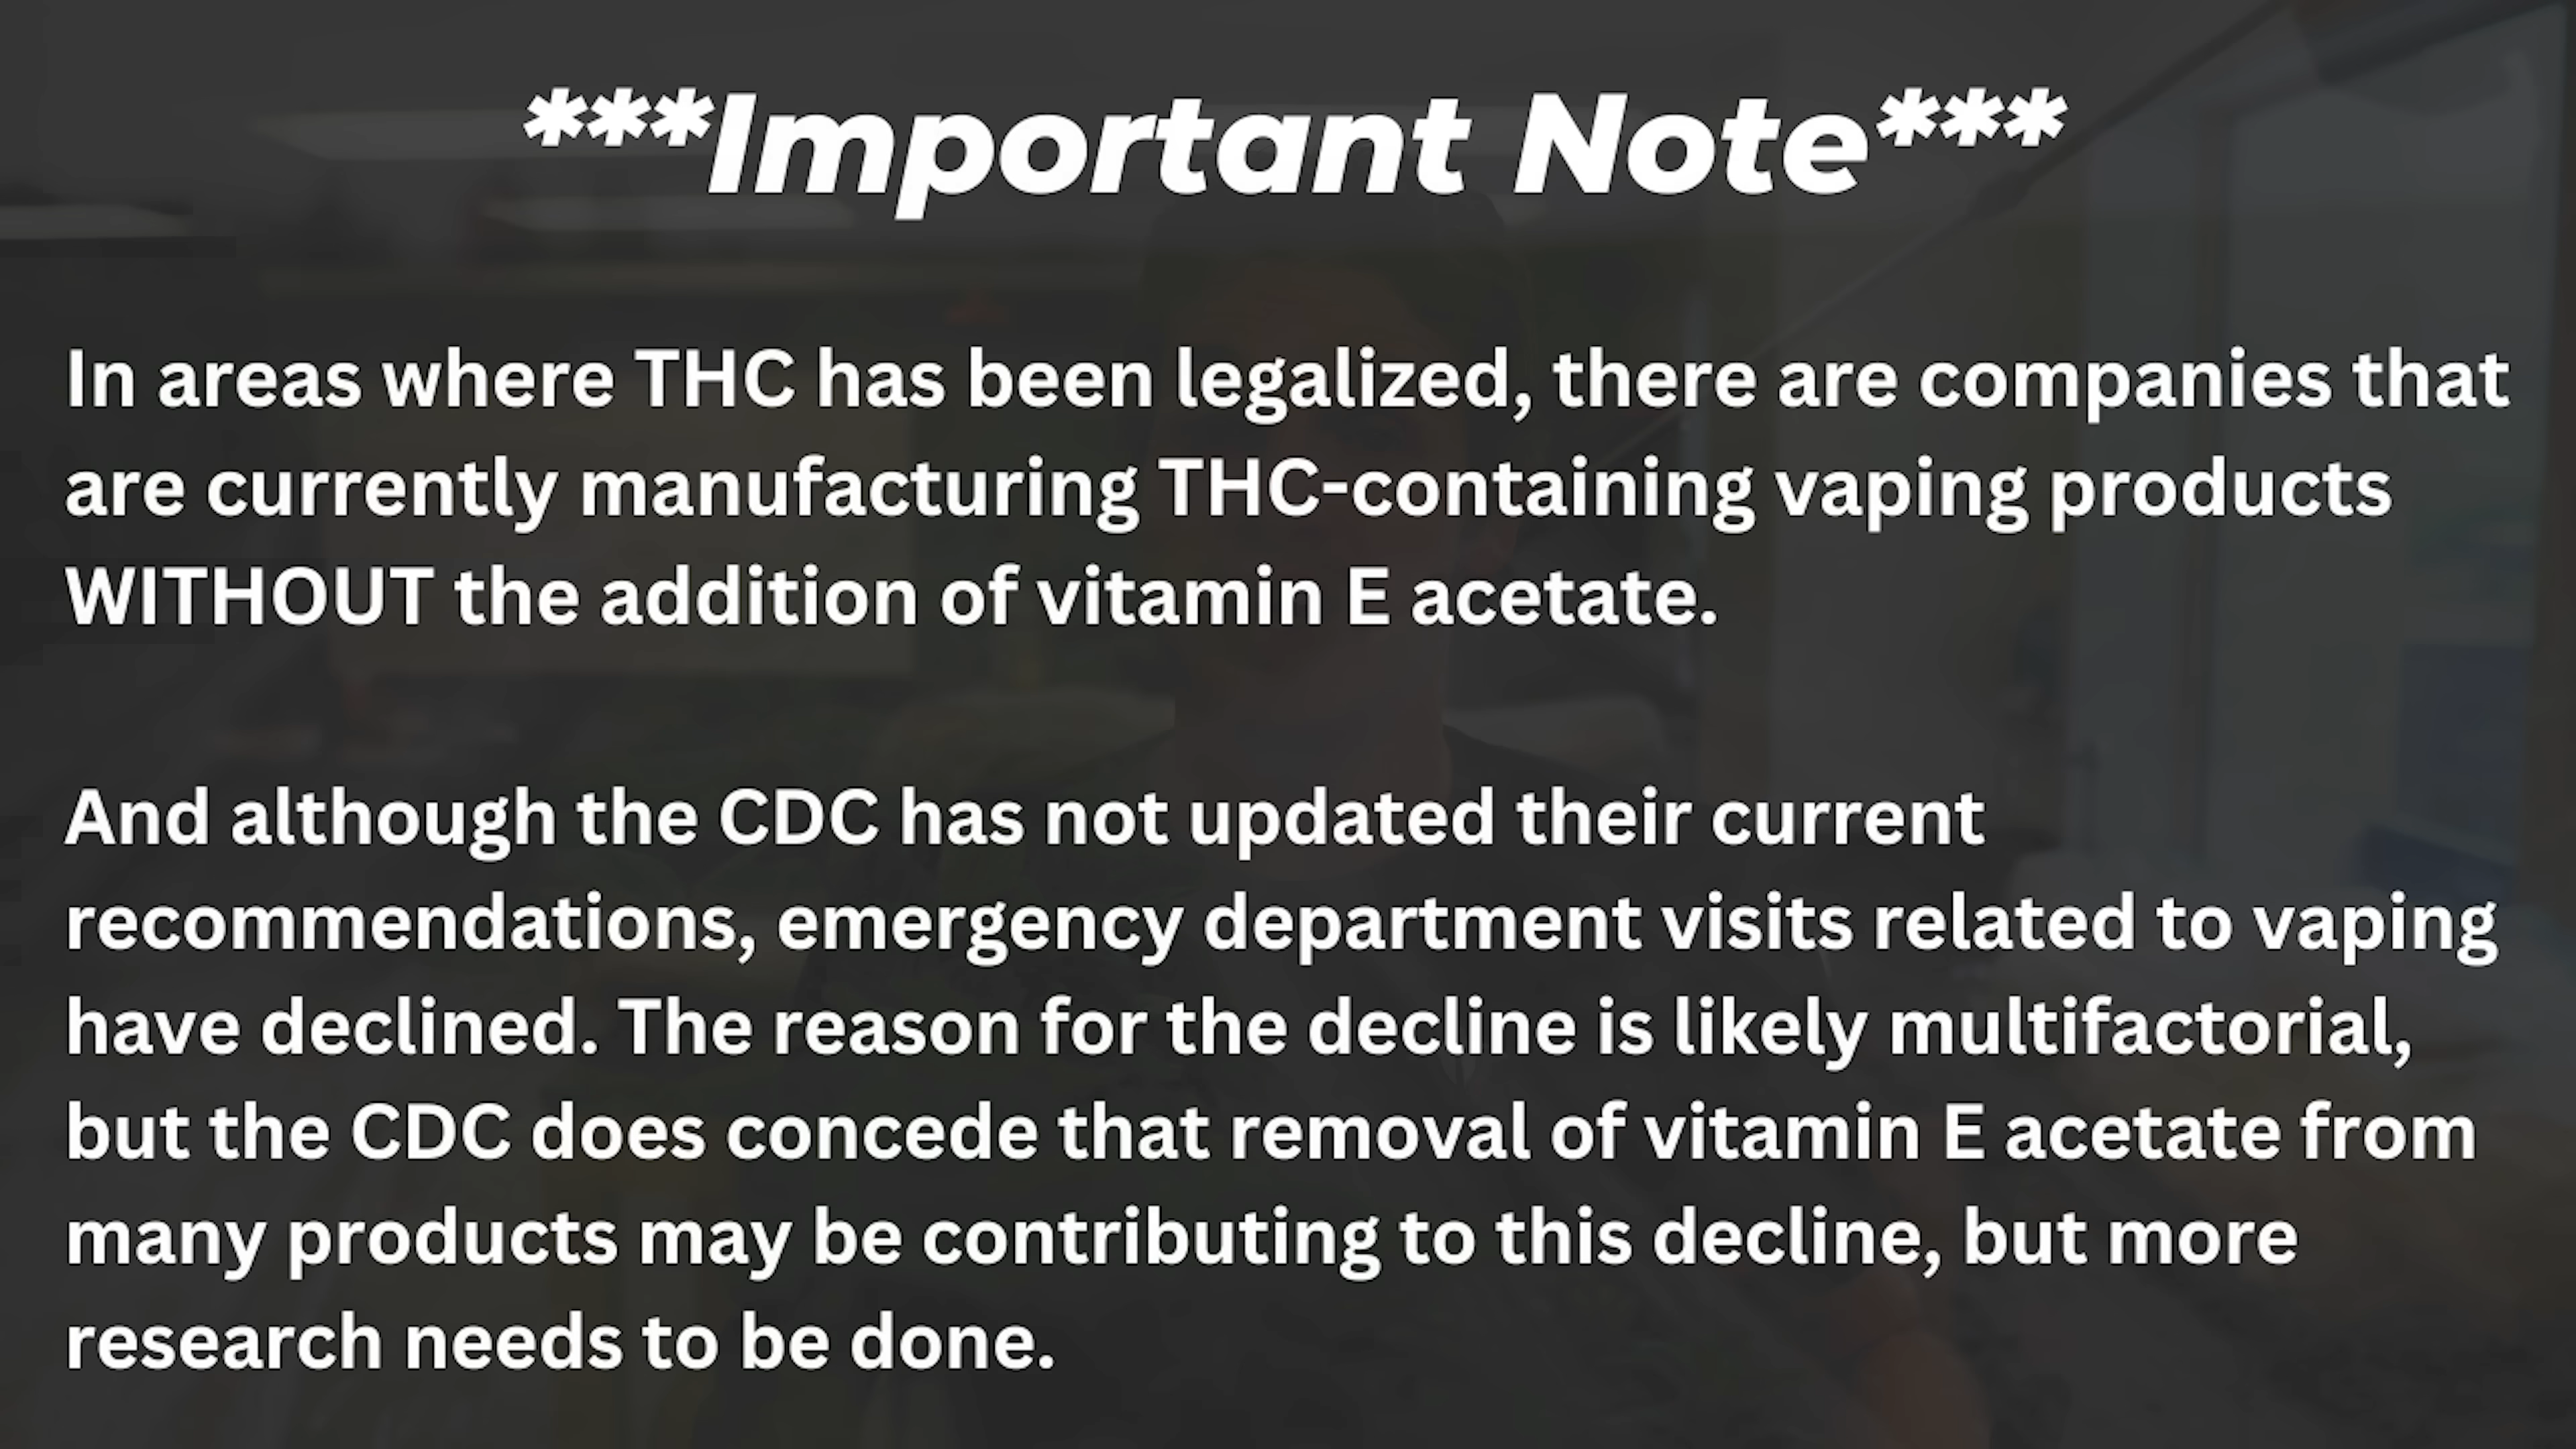 ***Important Note***
In areas where THC has been legalized, there are companies that
are currently manufacturing THC-containing vaping products
WITHOUT the addition of vitamin E acetate.
And although the CDC has not updated their current
recommendations, emergency department visits related to vaping
have declined. The reason for the decline is likely multifactorial,
but the CDC does concede that removal of vitamin E acetate from
many products may be contributing to this decline, but more
research needs to be done.